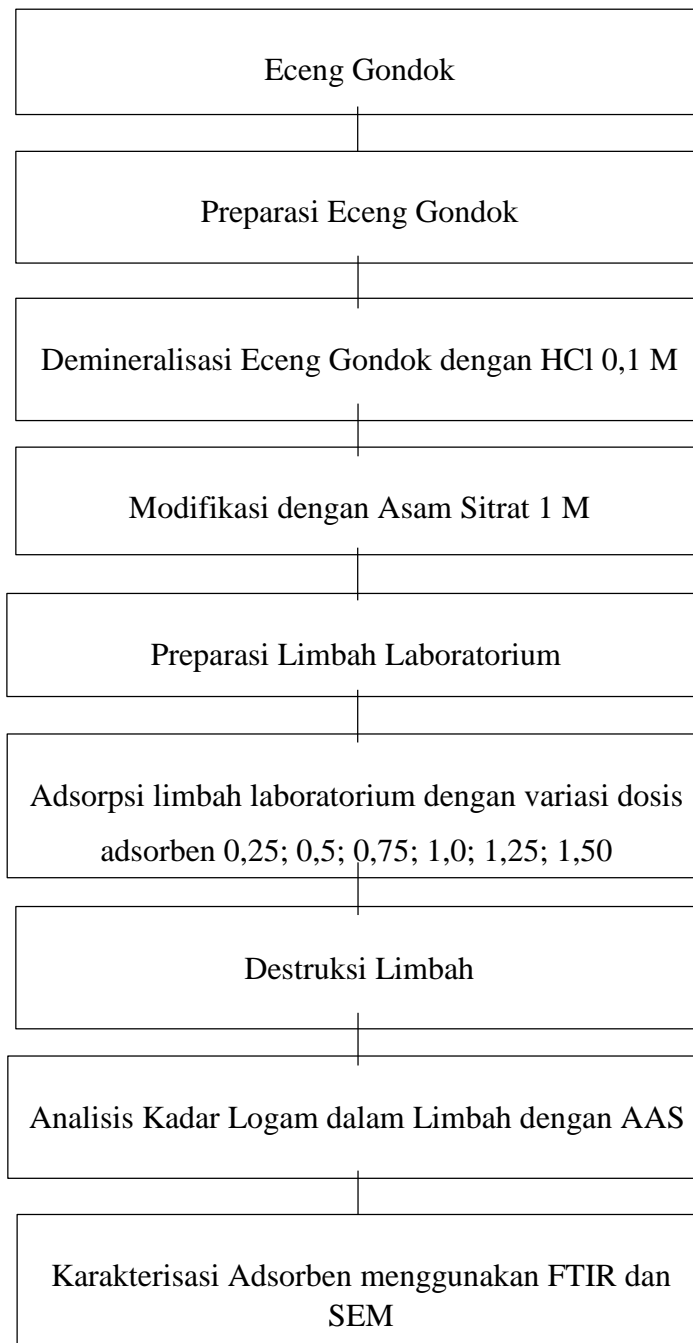 Eceng Gondok
Preparasi Eceng Gondok
Demineralisasi Eceng Gondok dengan HCl 0,1 M
Modifikasi dengan Asam Sitrat 1 M
Preparasi Limbah Laboratorium
Adsorpsi limbah laboratorium dengan variasi dosis
adsorben 0,25; 0,5; 0,75; 1,0; 1,25; 1,50
Destruksi Limbah
Analisis Kadar Logam dalam Limbah dengan AAS
Karakterisasi Adsorben menggunakan FTIR dan
SEM